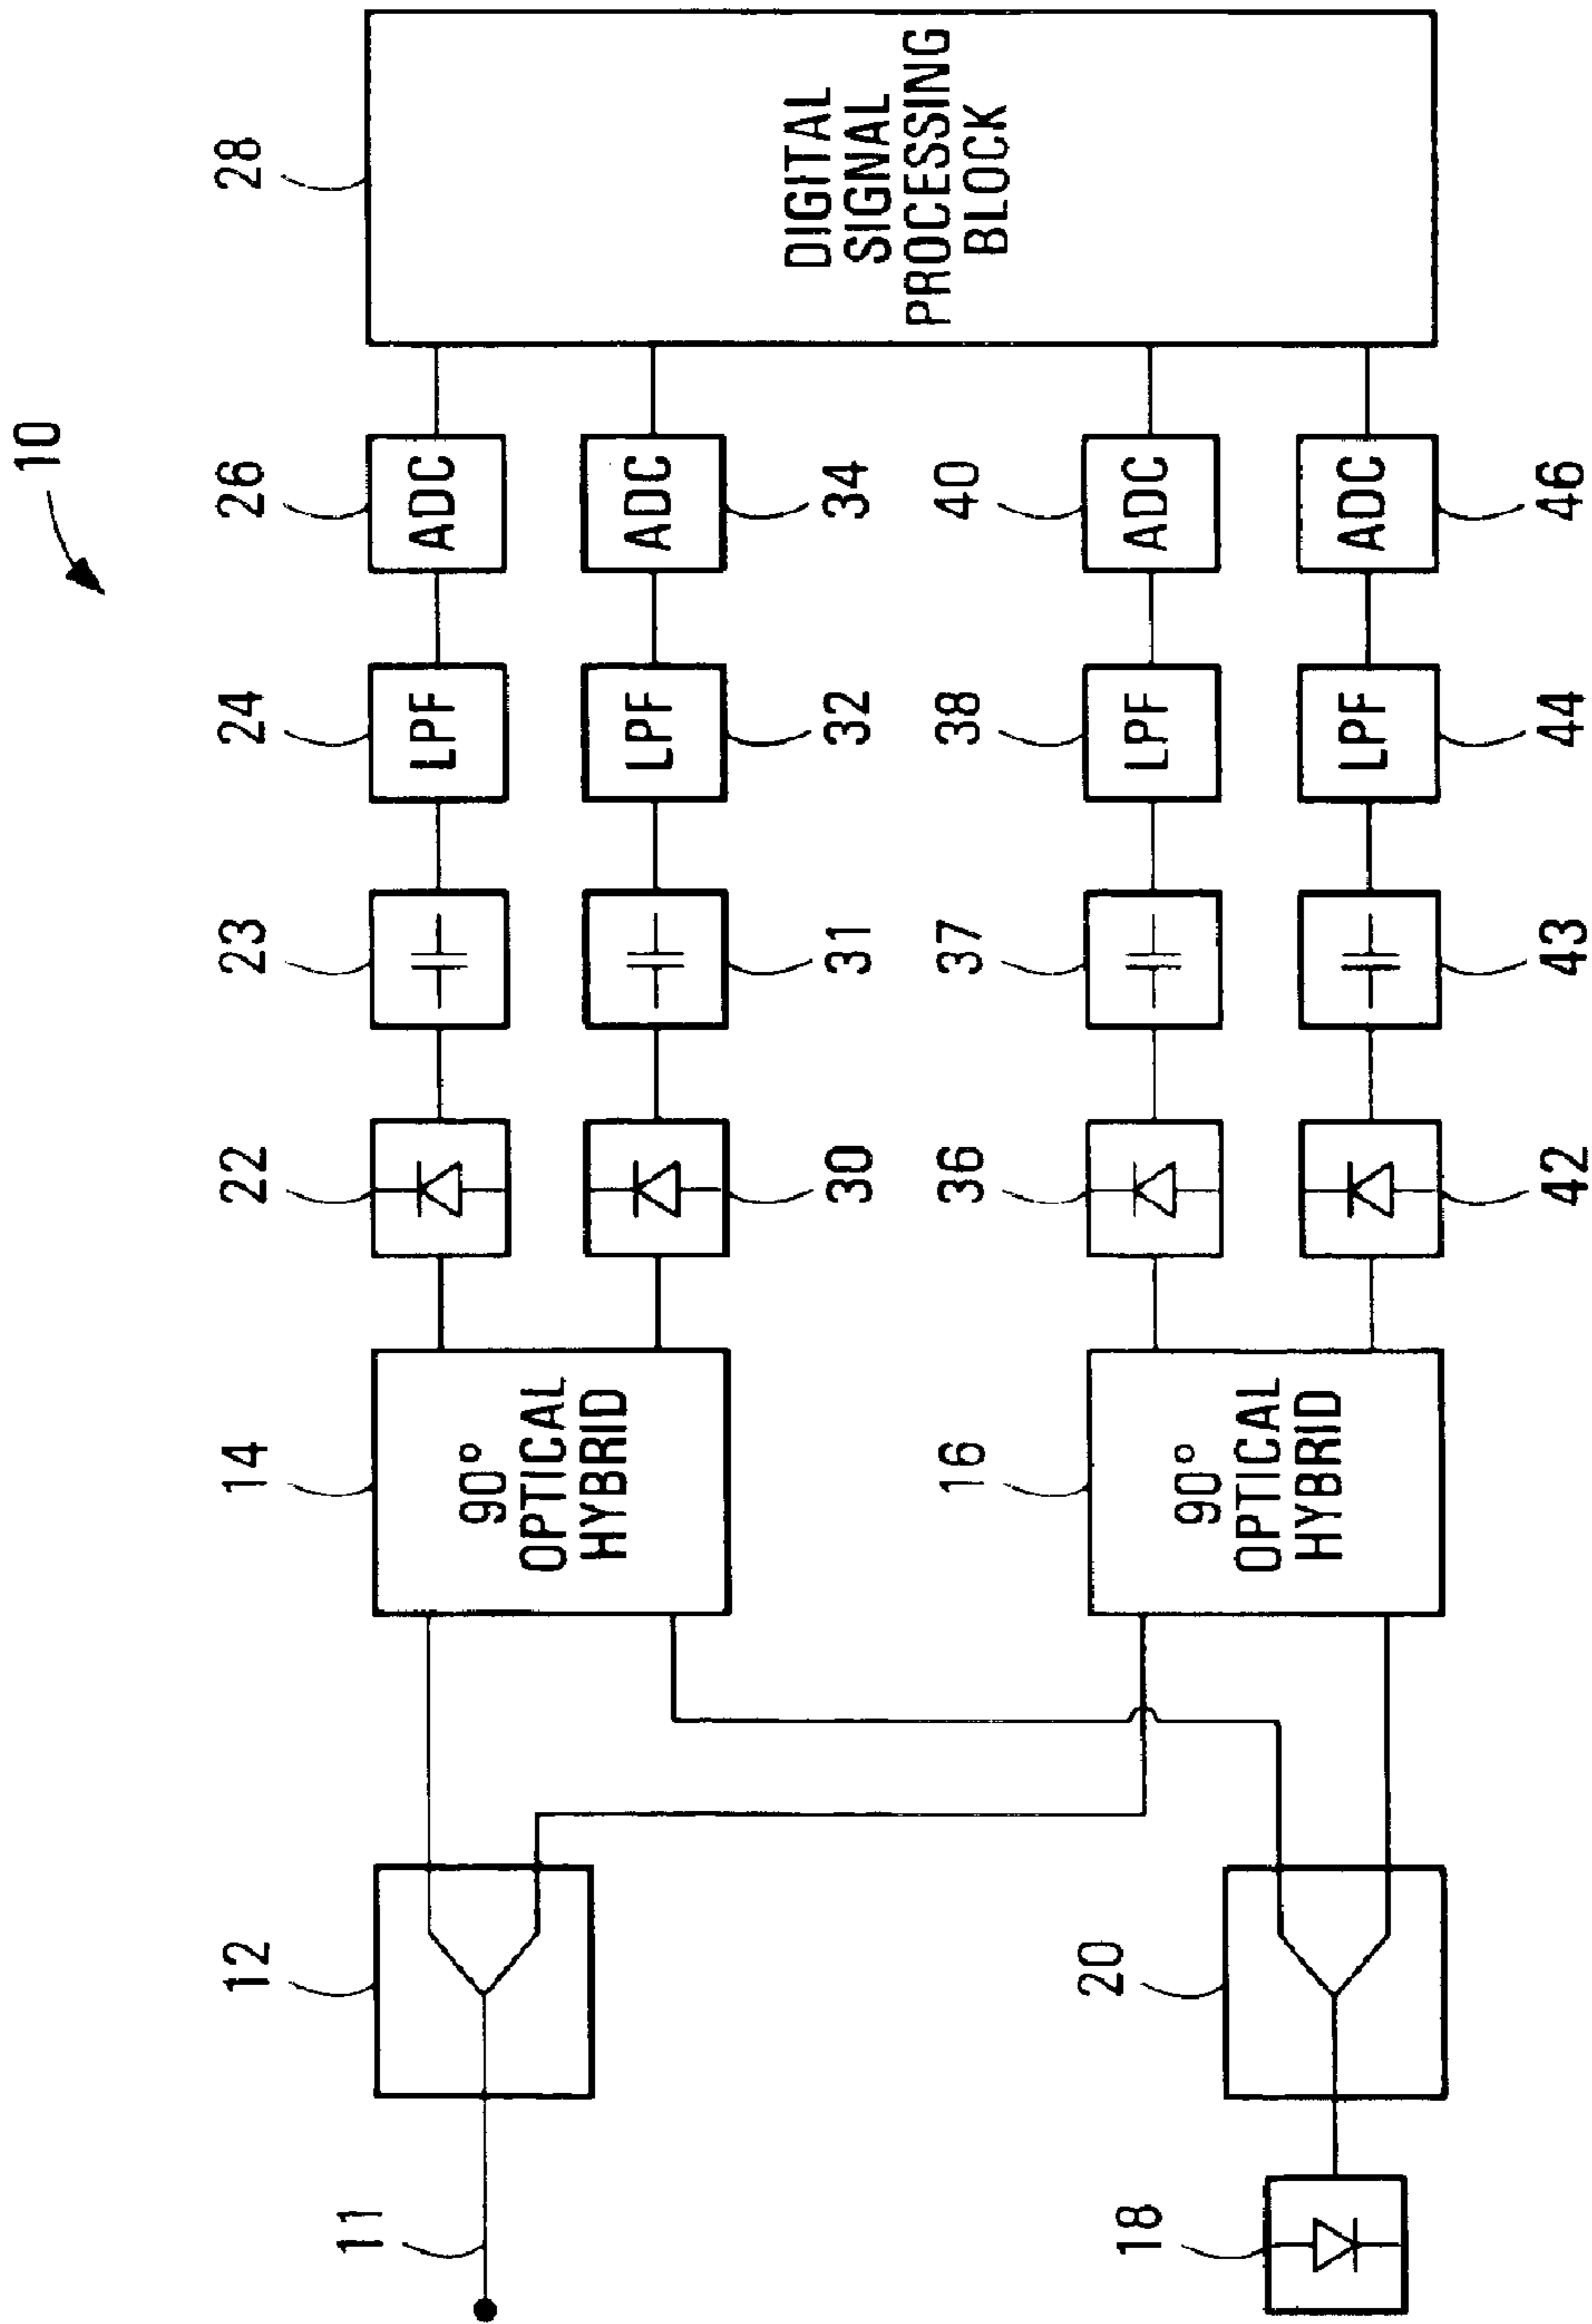 10
11
12
14
22
23
24
26
28
90°
OPTICAL
HYBRID
LPF
ADC
DIGITAL
SIGNAL
PROCESSING
BLOCK
LPF
ADC
30
31
32
34
18
20
16
36
37
38
40
90°
OPTICAL
HYBRID
LPF
ADC
LPF
ADC
42
43
44
46